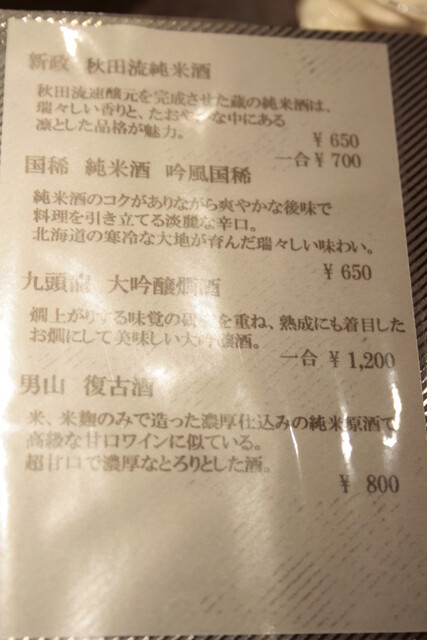 新政 秋田流純米酒
秋田流速醸元を完成させた蔵の純米酒は、
瑞々しい香りと、たおやかな中にある
凛とした品格が魅力。
¥650
一合 ¥700
国稀 純米酒 吟風国稀
純米酒のコクがありながら爽やかな後味で
料理を引き立てる淡麗な辛口。
北海道の寒冷な大地が育んだ瑞々しい味わい。
¥650
九頭龍 大吟醸燗酒
燗上がりする味覚の研究を重ね、熟成にも着目した
お燗にして美味しい大吟醸酒。
一合 ¥1,200
男山 復古酒
米、米麹のみで造った濃厚仕込みの純米原酒で
高級な甘口ワインに似ている。
超甘口で濃厚なとろりとした酒。
¥ 800